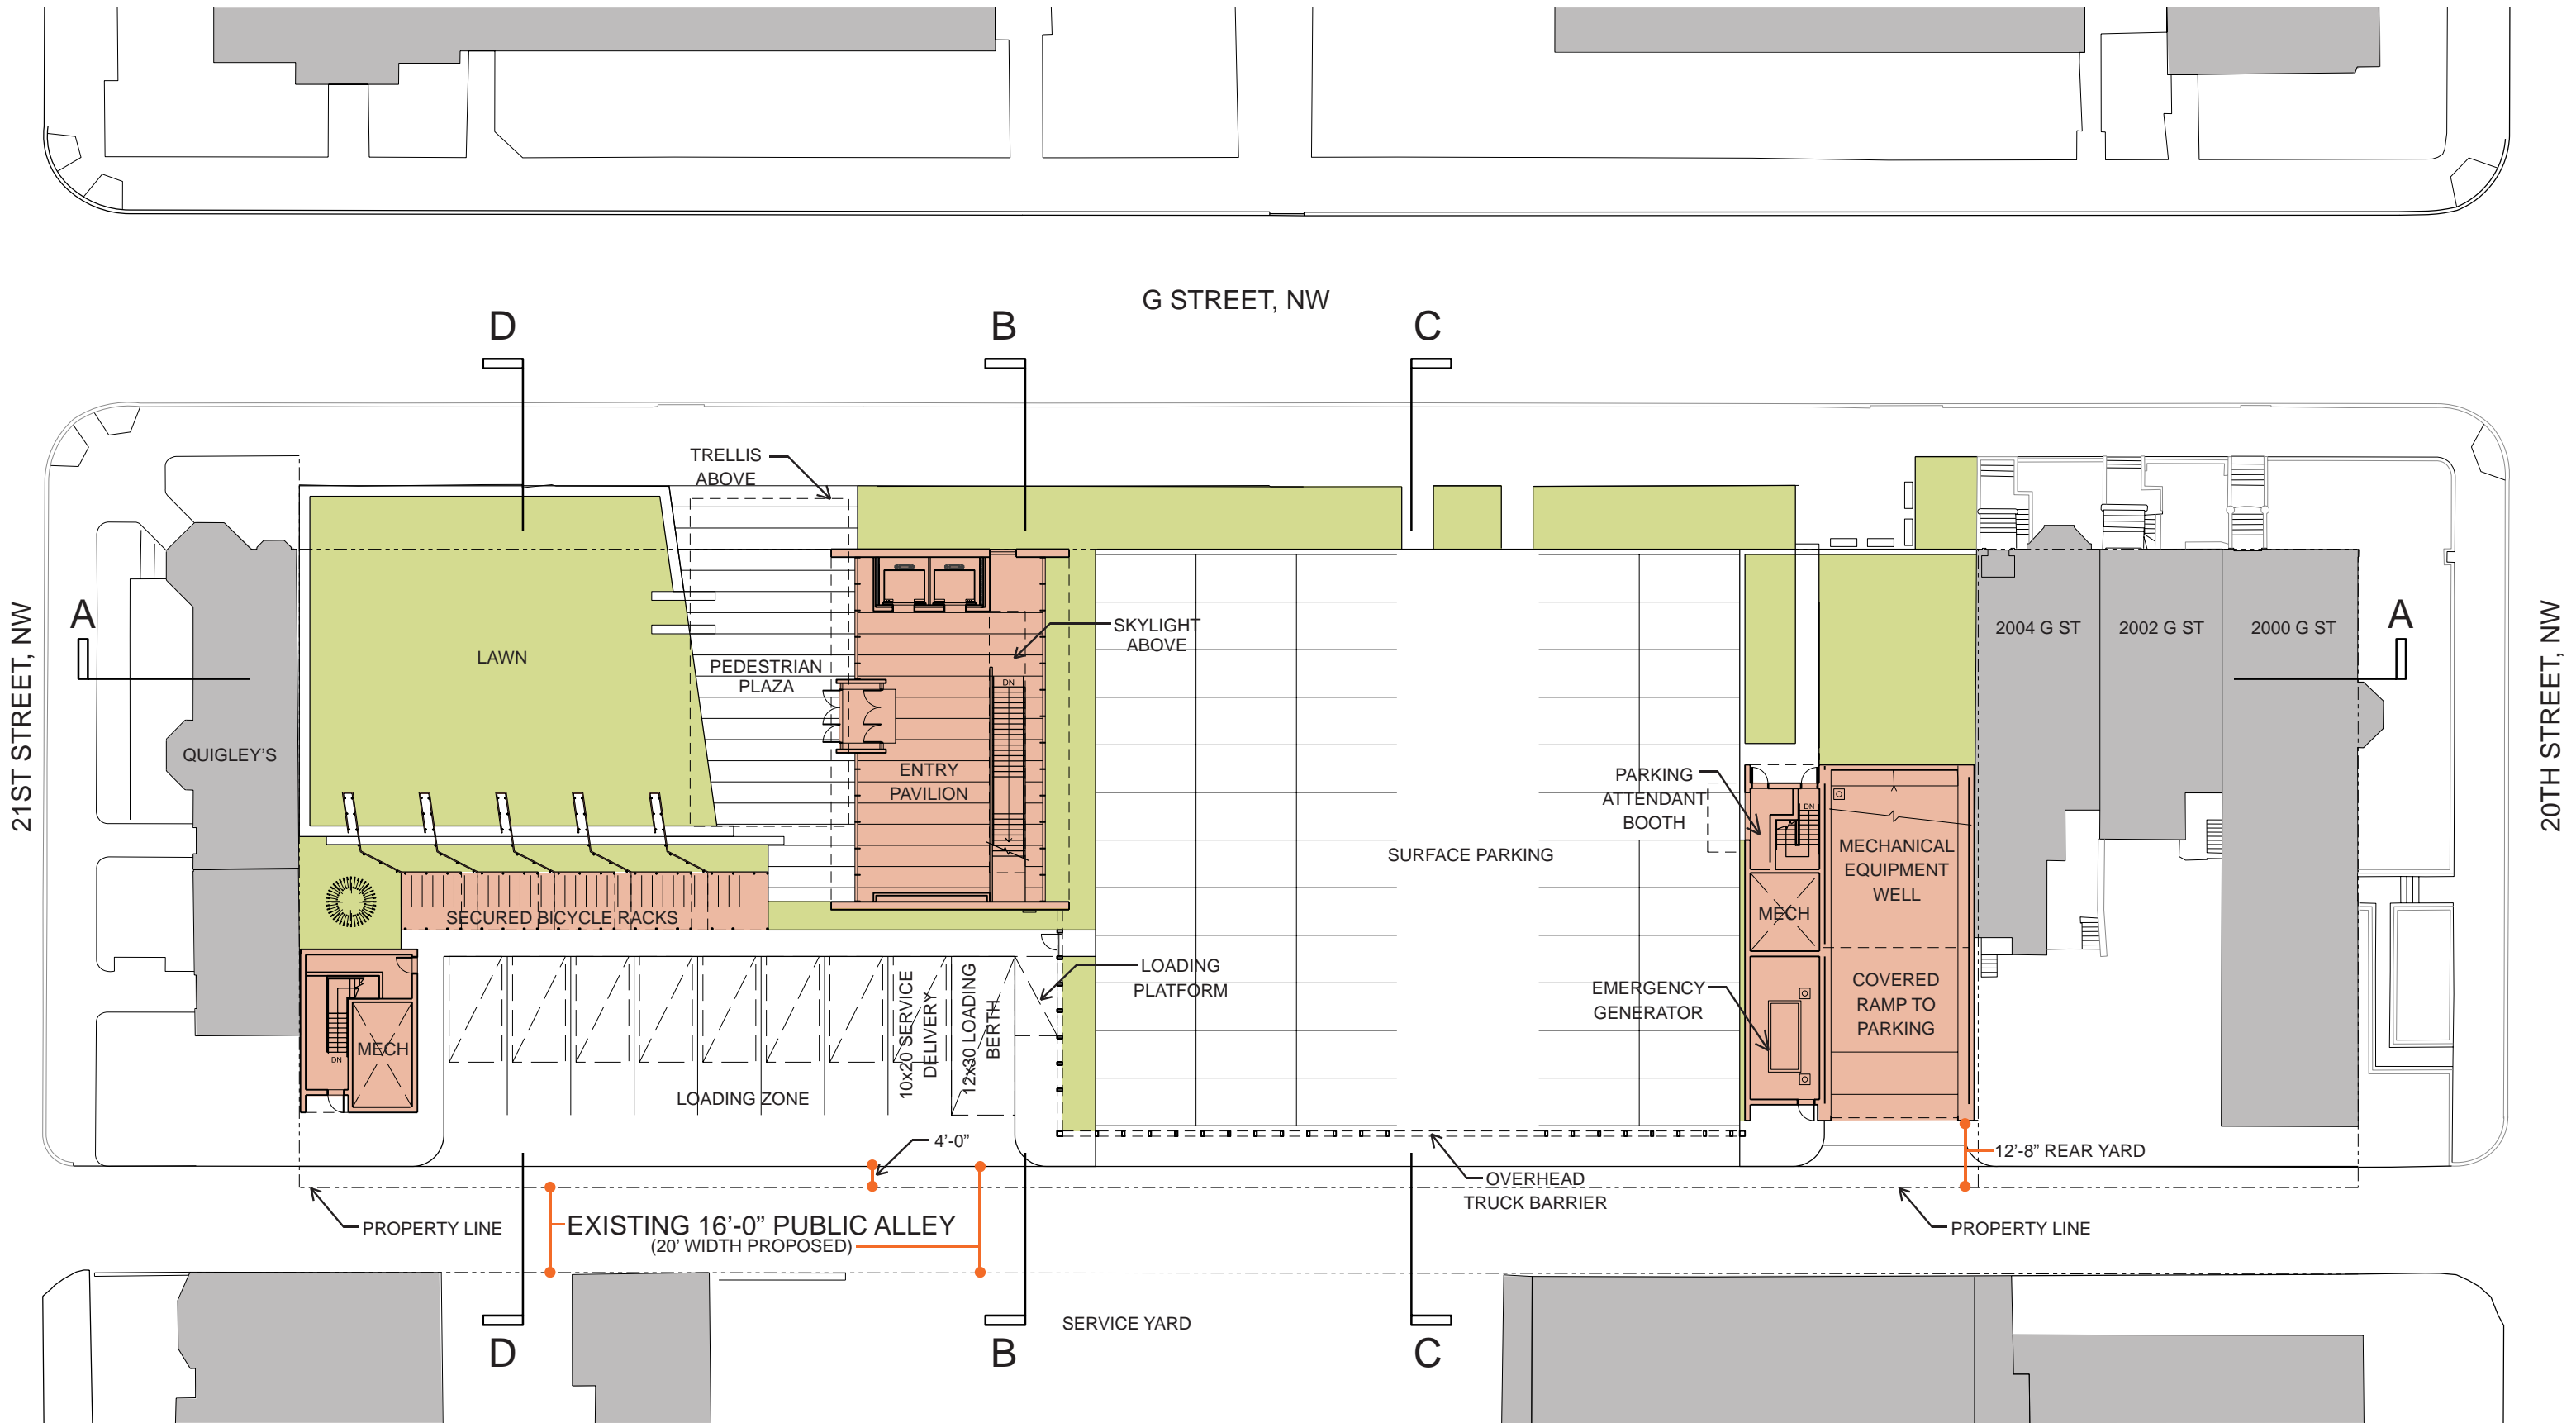 G STREET, NW
D
B
C
TRELLIS
ABOVE
A
21ST STREET, NW
QUIGLEY'S
LAWN
PEDESTRIAN
PLAZA
SKYLIGHT
ABOVE
DN
ENTRY
PAVILION
2004 G ST
2002 G ST
2000 G ST
A
20TH STREET, NW
PARKING
ATTENDANT
BOOTH
DN
SURFACE PARKING
MECHANICAL
EQUIPMENT
WELL
SECURED BICYCLE RACKS
MECH
LOADING
PLATFORM
EMERGENCY
GENERATOR
COVERED
RAMP TO
PARKING
10x20 SERVICE
DELIVERY
12x30 LOADING
BERTH
MECH
DN
LOADING ZONE
4'-0"
12'-8" REAR YARD
OVERHEAD
TRUCK BARRIER
PROPERTY LINE
EXISTING 16'-0" PUBLIC ALLEY
(20' WIDTH PROPOSED)
PROPERTY LINE
SERVICE YARD
D
B
C